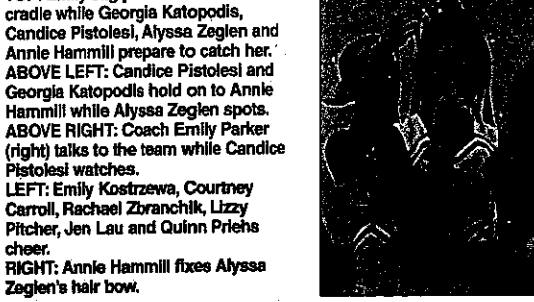 cradle while Georgia Katopodis,
Candice Pistolesi, Alyssa Zeglen and
Annie Hammill prepare to catch her.
ABOVE LEFT: Candice Pistolesi and
Georgia Katopodis hold on to Annie
Hammill while Alyssa Zeglen spots.
ABOVE RIGHT: Coach Emily Parker
(right) talks to the team while Candice
Pistolesi watches.
LEFT: Emily Kostrzewa, Courtney
Carroll, Rachael Zbranchik, Lizzy
Pitcher, Jen Lau and Quinn Priehs
cheer.
RIGHT: Annie Hammill fixes Alyssa
Zeglen's hair bow.